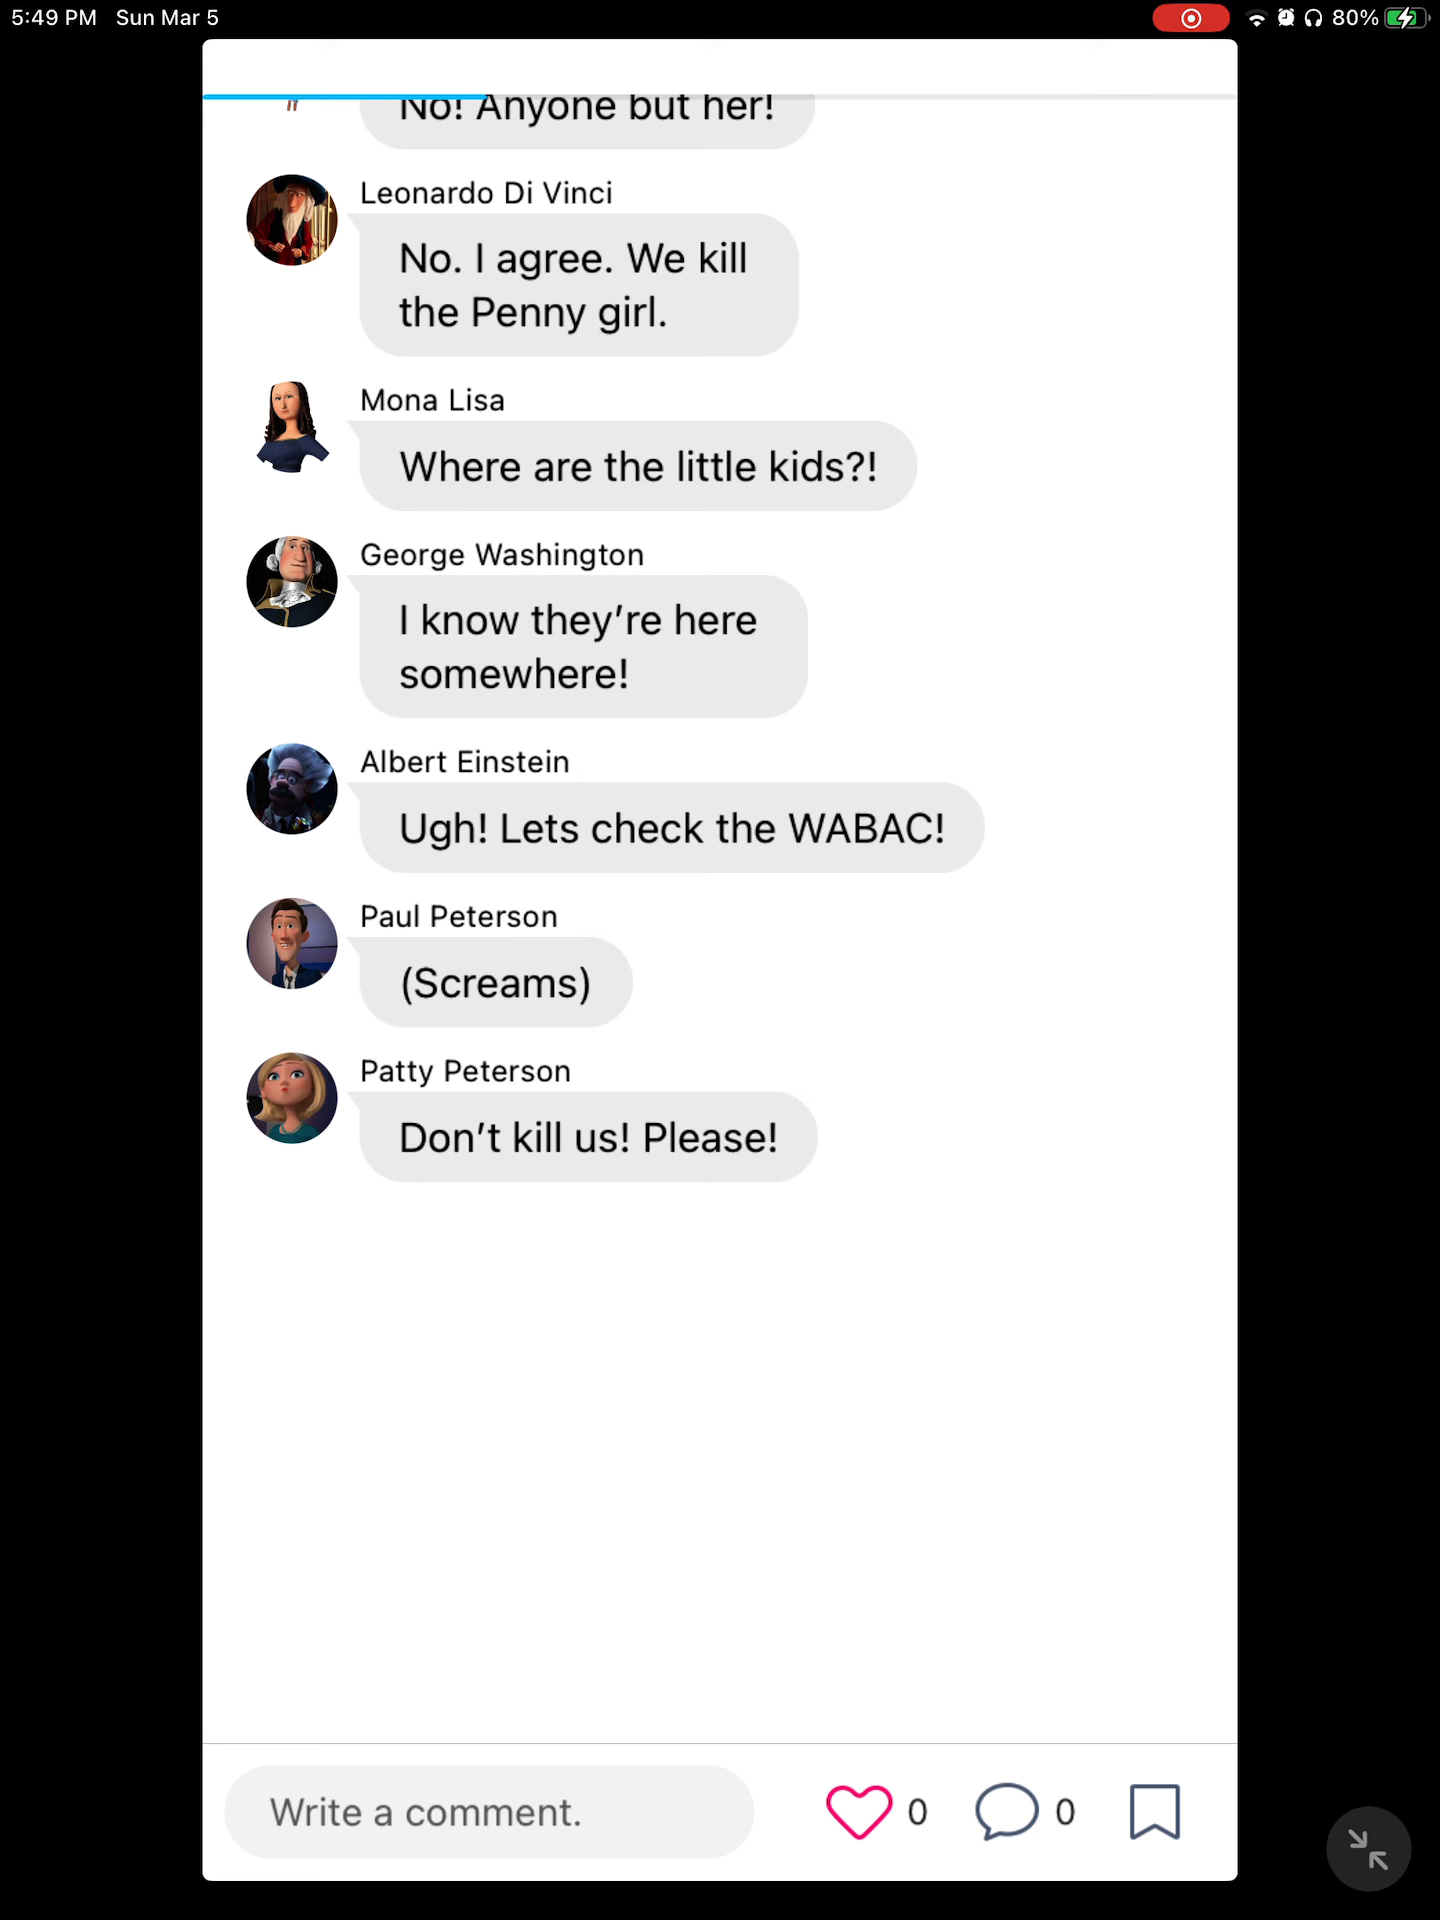 5:49 PM Sun Mar 5
80%
No! Anyone but her!
Leonardo Di Vinci
No. I agree. We kill
the Penny girl.
Mona Lisa
Where are the little kids?!
George Washington
I know they’re here
somewhere!
Albert Einstein
Ugh! Lets check the WABAC!
Paul Peterson
(Screams)
Patty Peterson
Don’t kill us! Please!
Write a comment.
0
0